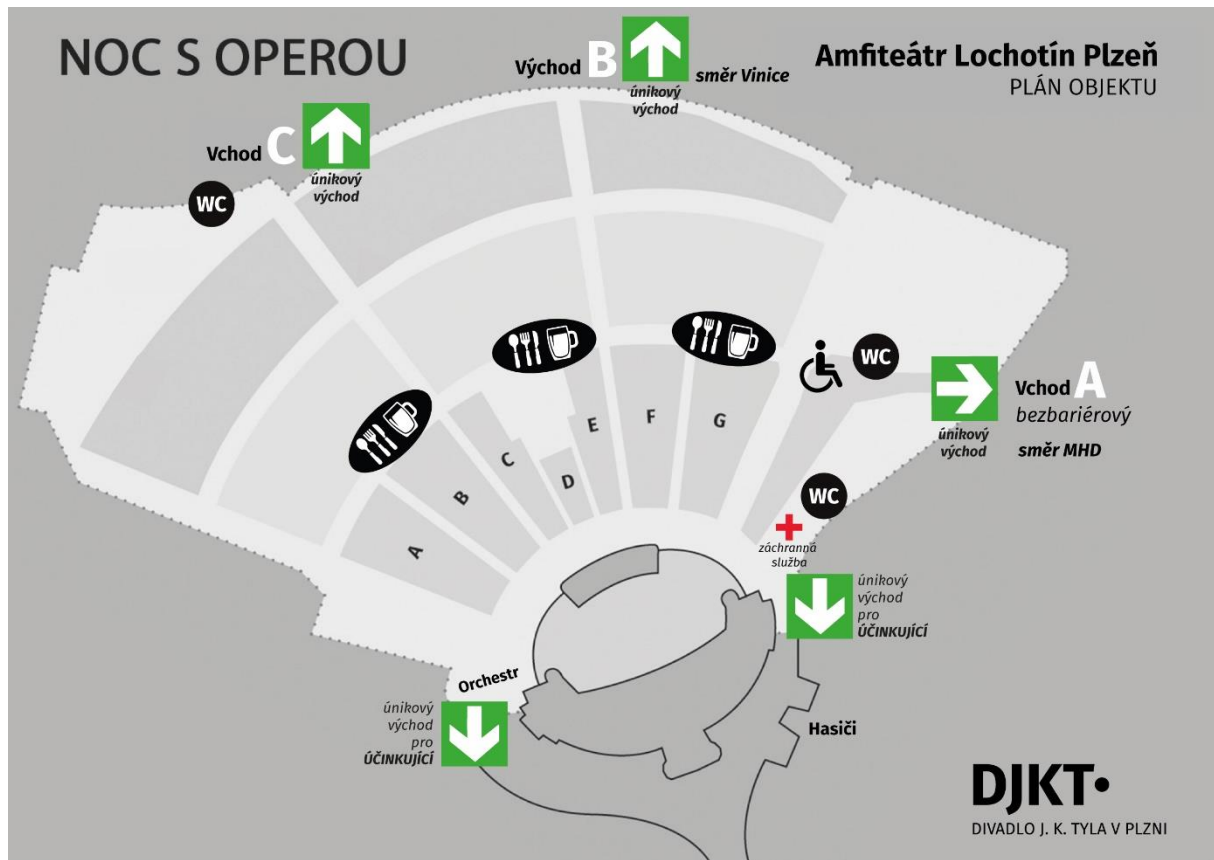 NOC S OPEROU
Východ B
směr Vinice
únikový
východ
Amfiteátr Lochotín Plzeň
PLÁN OBJEKTU
Vchod C
únikový
východ
WC
WC
Vchod A
bezbariérový
směr MHD
únikový
východ
A
B
C
D
E
F
G
WC
záchranná
služba
únikový
východ
pro
ÚČINKUJÍCÍ
Orchestr
únikový
východ
pro
ÚČINKUJÍCÍ
Hasiči
DJKT•
DIVADLO J. K. TYLA V PLZNI